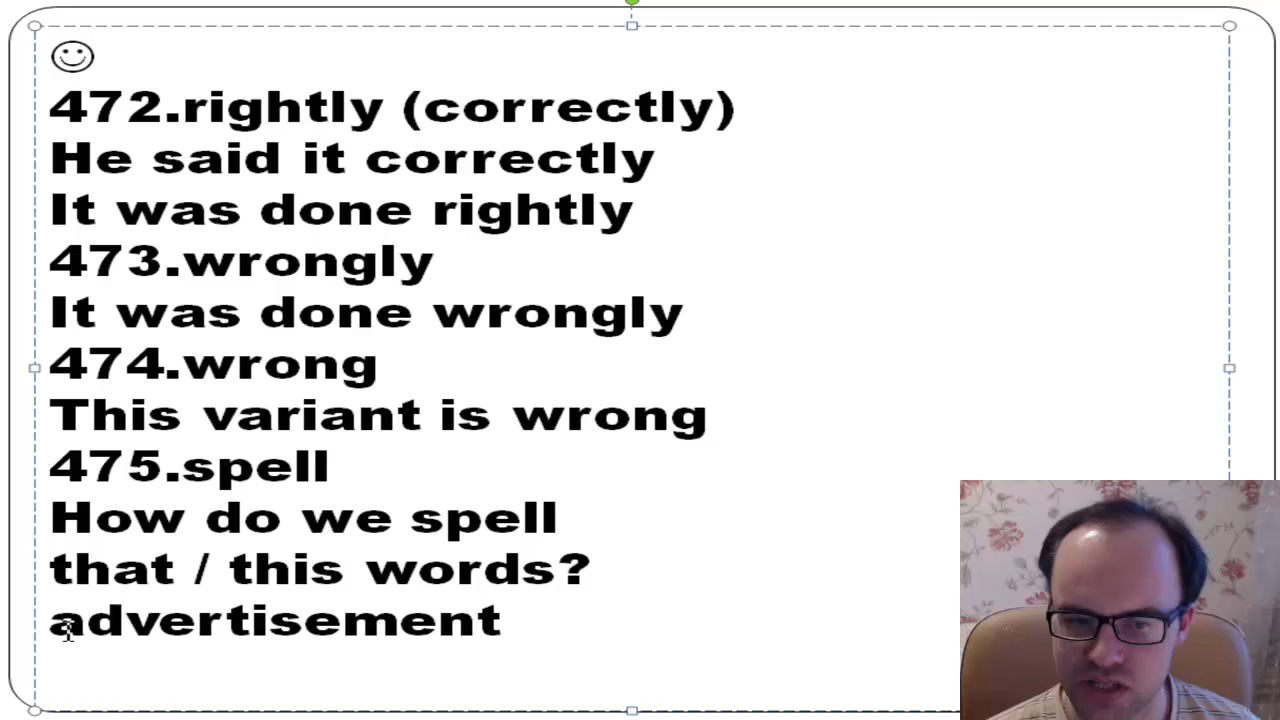 472.rightly (correctly)
He said it correctly
It was done rightly
473.wrongly
It was done wrongly
474.wrong
This variant is wrong
475.spell
How do we spell
that / this words?
advertisement